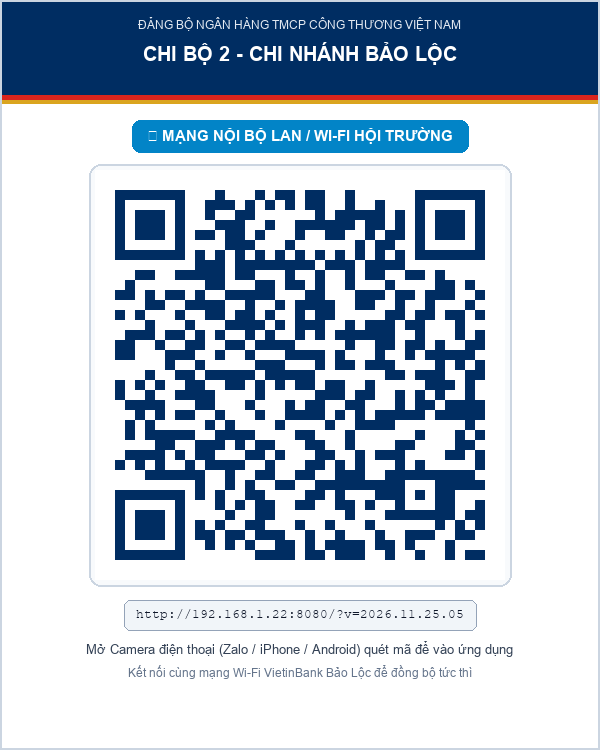 ĐẢNG BỘ NGÂN HÀNG TMCP CÔNG THƯƠNG VIỆT NAM
CHI BỘ 2 - CHI NHÁNH BẢO LỘC
MẠNG NỘI BỘ LAN / WI-FI HỘI TRƯỜNG
http://192.168.1.22:8080/?v=2026.11.25.05
Mở Camera điện thoại (Zalo / iPhone / Android) quét mã để vào ứng dụng
Kết nối cùng mạng Wi-Fi VietinBank Bảo Lộc để đồng bộ tức thì